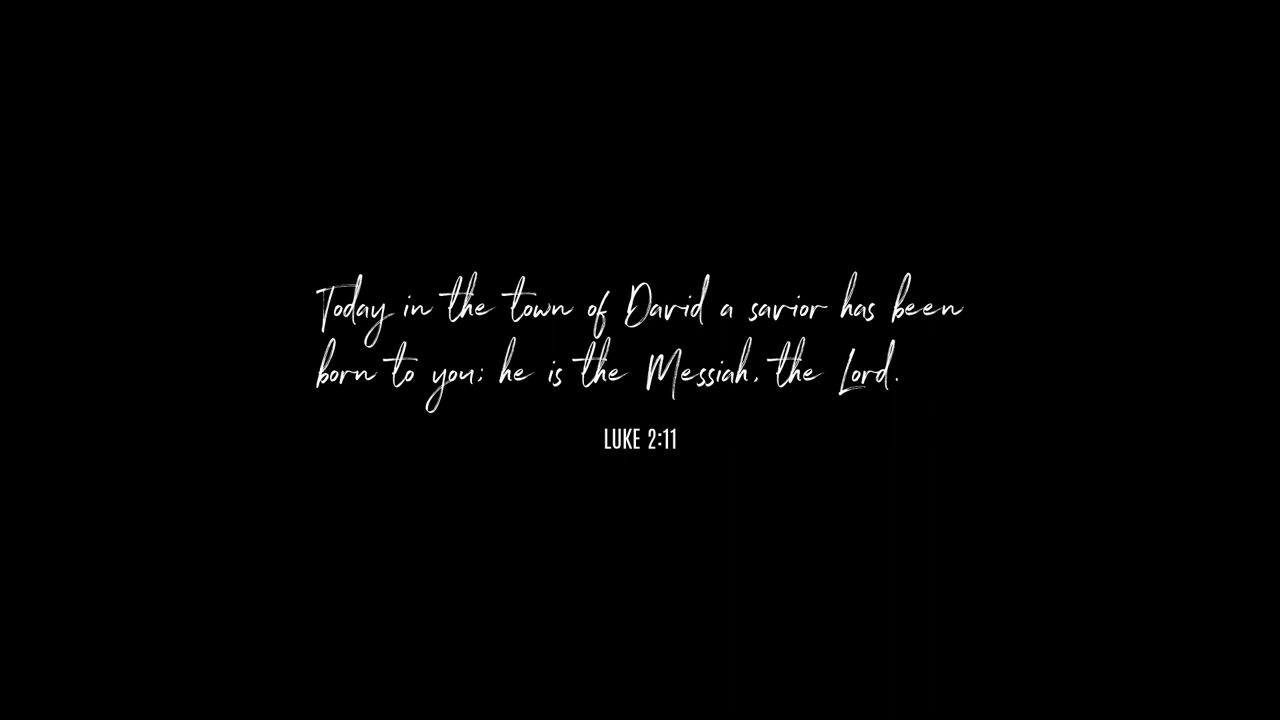 Today in the town of David a savior has been
born to you; he is the Messiah, the Lord.
LUKE 2:11